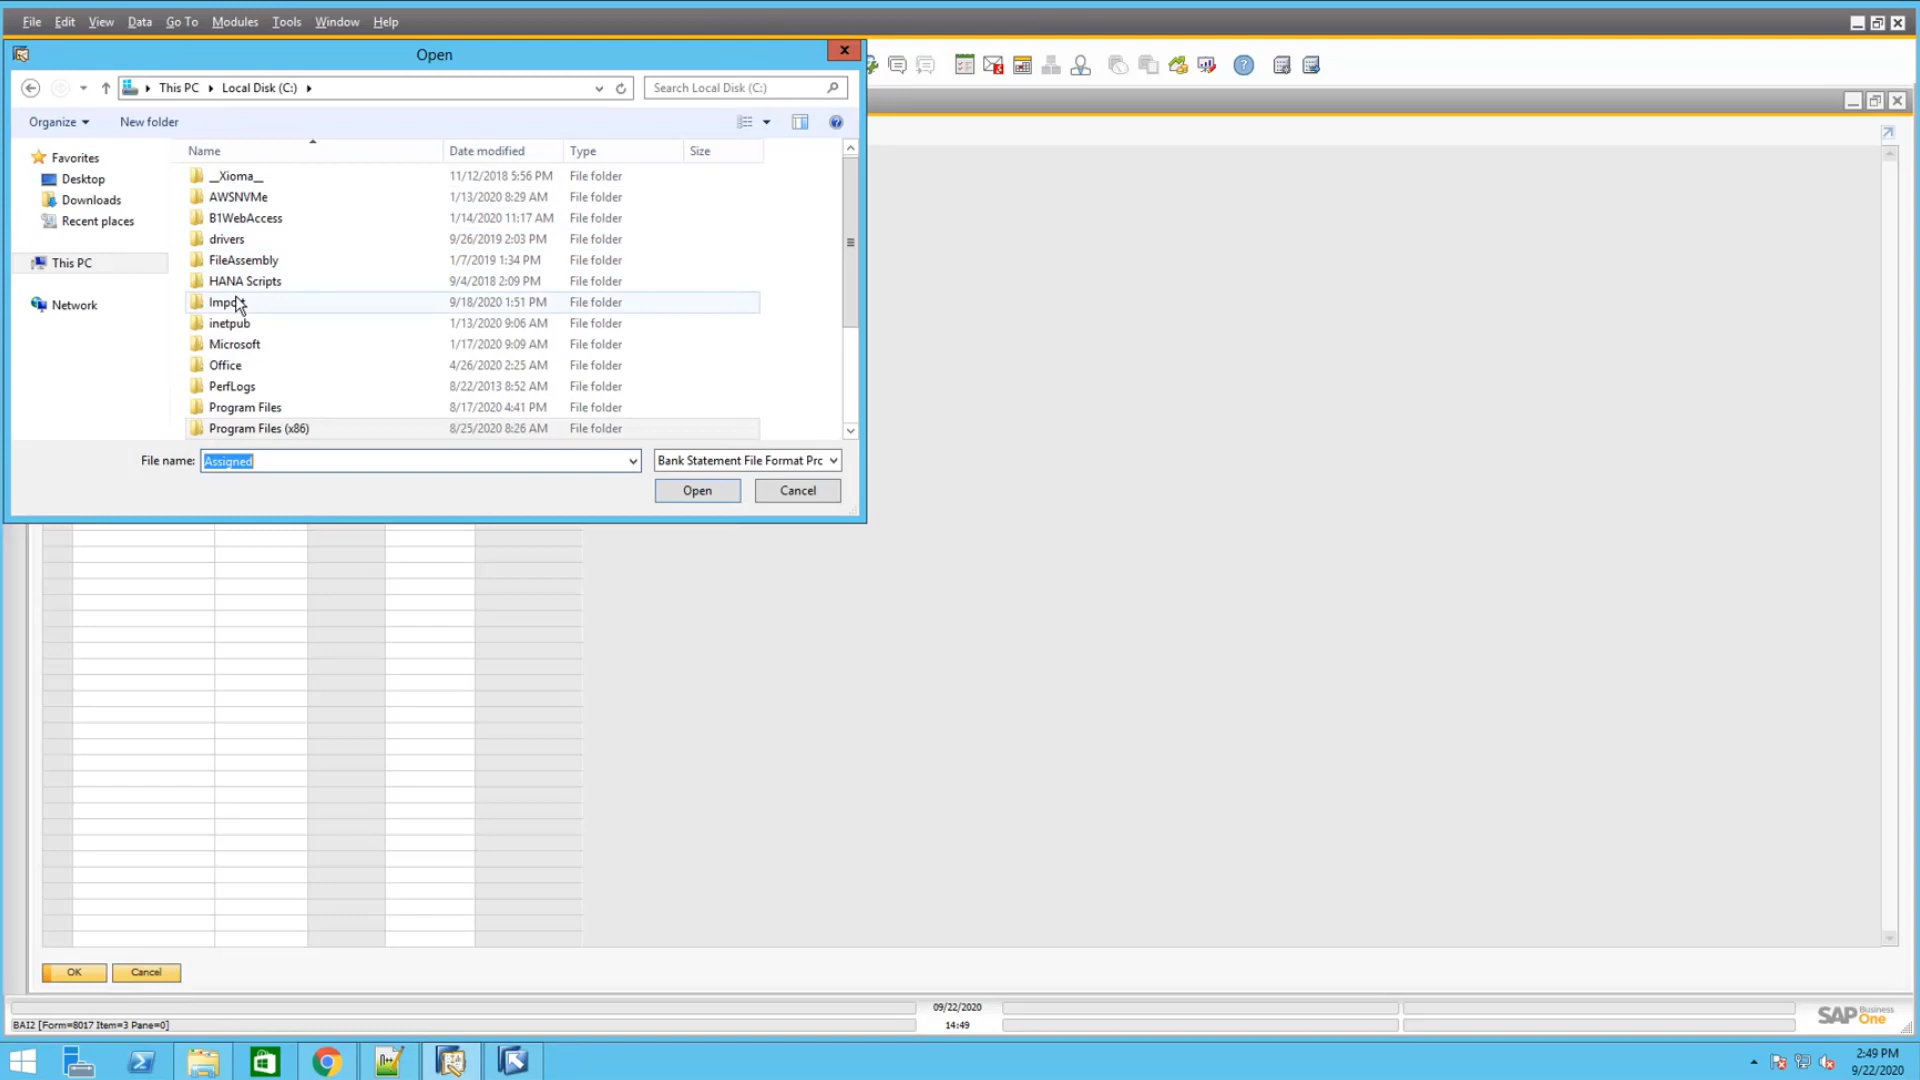 File Edit View Data Go To Modules Tools Window Help
Open
This PC Local Disk (C:)
Search Local Disk (C:)
Organize New folder
Name Date modified Type Size
Favorites
Desktop
Downloads
Recent places
This PC
Network
__Xioma__ 11/12/2018 5:56 PM File folder
AWSNVMe 1/13/2020 8:29 AM File folder
B1WebAccess 1/14/2020 11:17 AM File folder
drivers 9/26/2019 2:03 PM File folder
FileAssembly 1/7/2019 1:34 PM File folder
HANA Scripts 9/4/2018 2:09 PM File folder
Import 9/18/2020 1:51 PM File folder
inetpub 1/13/2020 9:06 AM File folder
Microsoft 1/17/2020 9:09 AM File folder
Office 4/26/2020 2:25 AM File folder
PerfLogs 8/22/2013 8:52 AM File folder
Program Files 8/17/2020 4:41 PM File folder
Program Files (x86) 8/25/2020 8:26 AM File folder
File name: Assigned Bank Statement File Format Prc
Open Cancel
OK Cancel
09/22/2020
BAI2 [Form=8017 Item=3 Pane=0] 14:49
SAP Business One
2:49 PM
9/22/2020